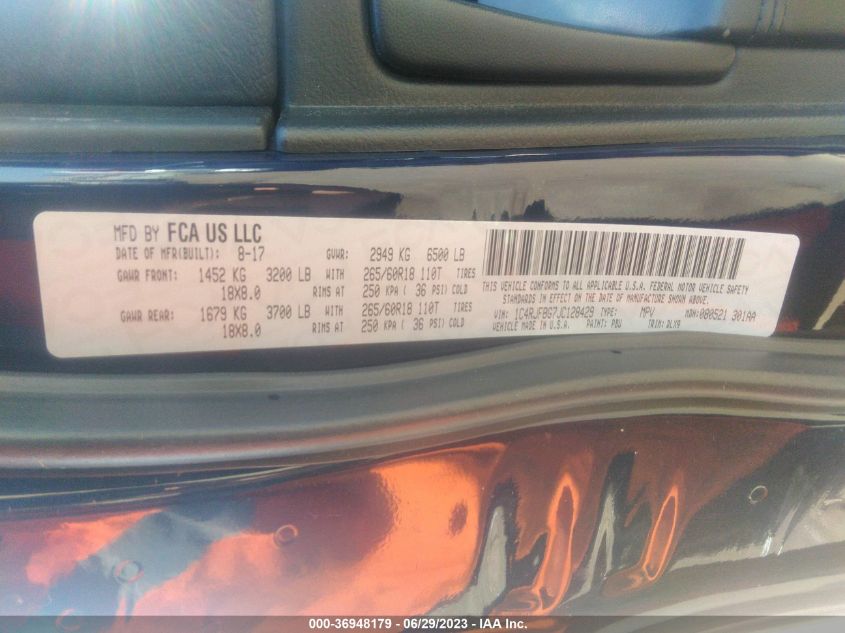 MFD BY FCA US LLC
DATE OF MFR(BUILT): 8-17 GVWR: 2949 KG 6500 LB
GAWR FRONT: 1452 KG 3200 LB WITH 265/60R18 110T TIRES
18X8.0 RIMS AT 250 KPA ( 36 PSI) COLD
GAWR REAR: 1679 KG 3700 LB WITH 265/60R18 110T TIRES
18X8.0 RIMS AT 250 KPA ( 36 PSI) COLD
THIS VEHICLE CONFORMS TO ALL APPLICABLE U.S.A. FEDERAL MOTOR VEHICLE SAFETY
STANDARDS IN EFFECT ON THE DATE OF MANUFACTURE SHOWN ABOVE.
VIN: 1C4RJFBG7JC128429 TYPE: MPV MDH: 080521 301AA
MADE IN U.S.A. PAINT: PBU TRIM: DLX9
000-36948179 - 06/29/2023 - IAA Inc.